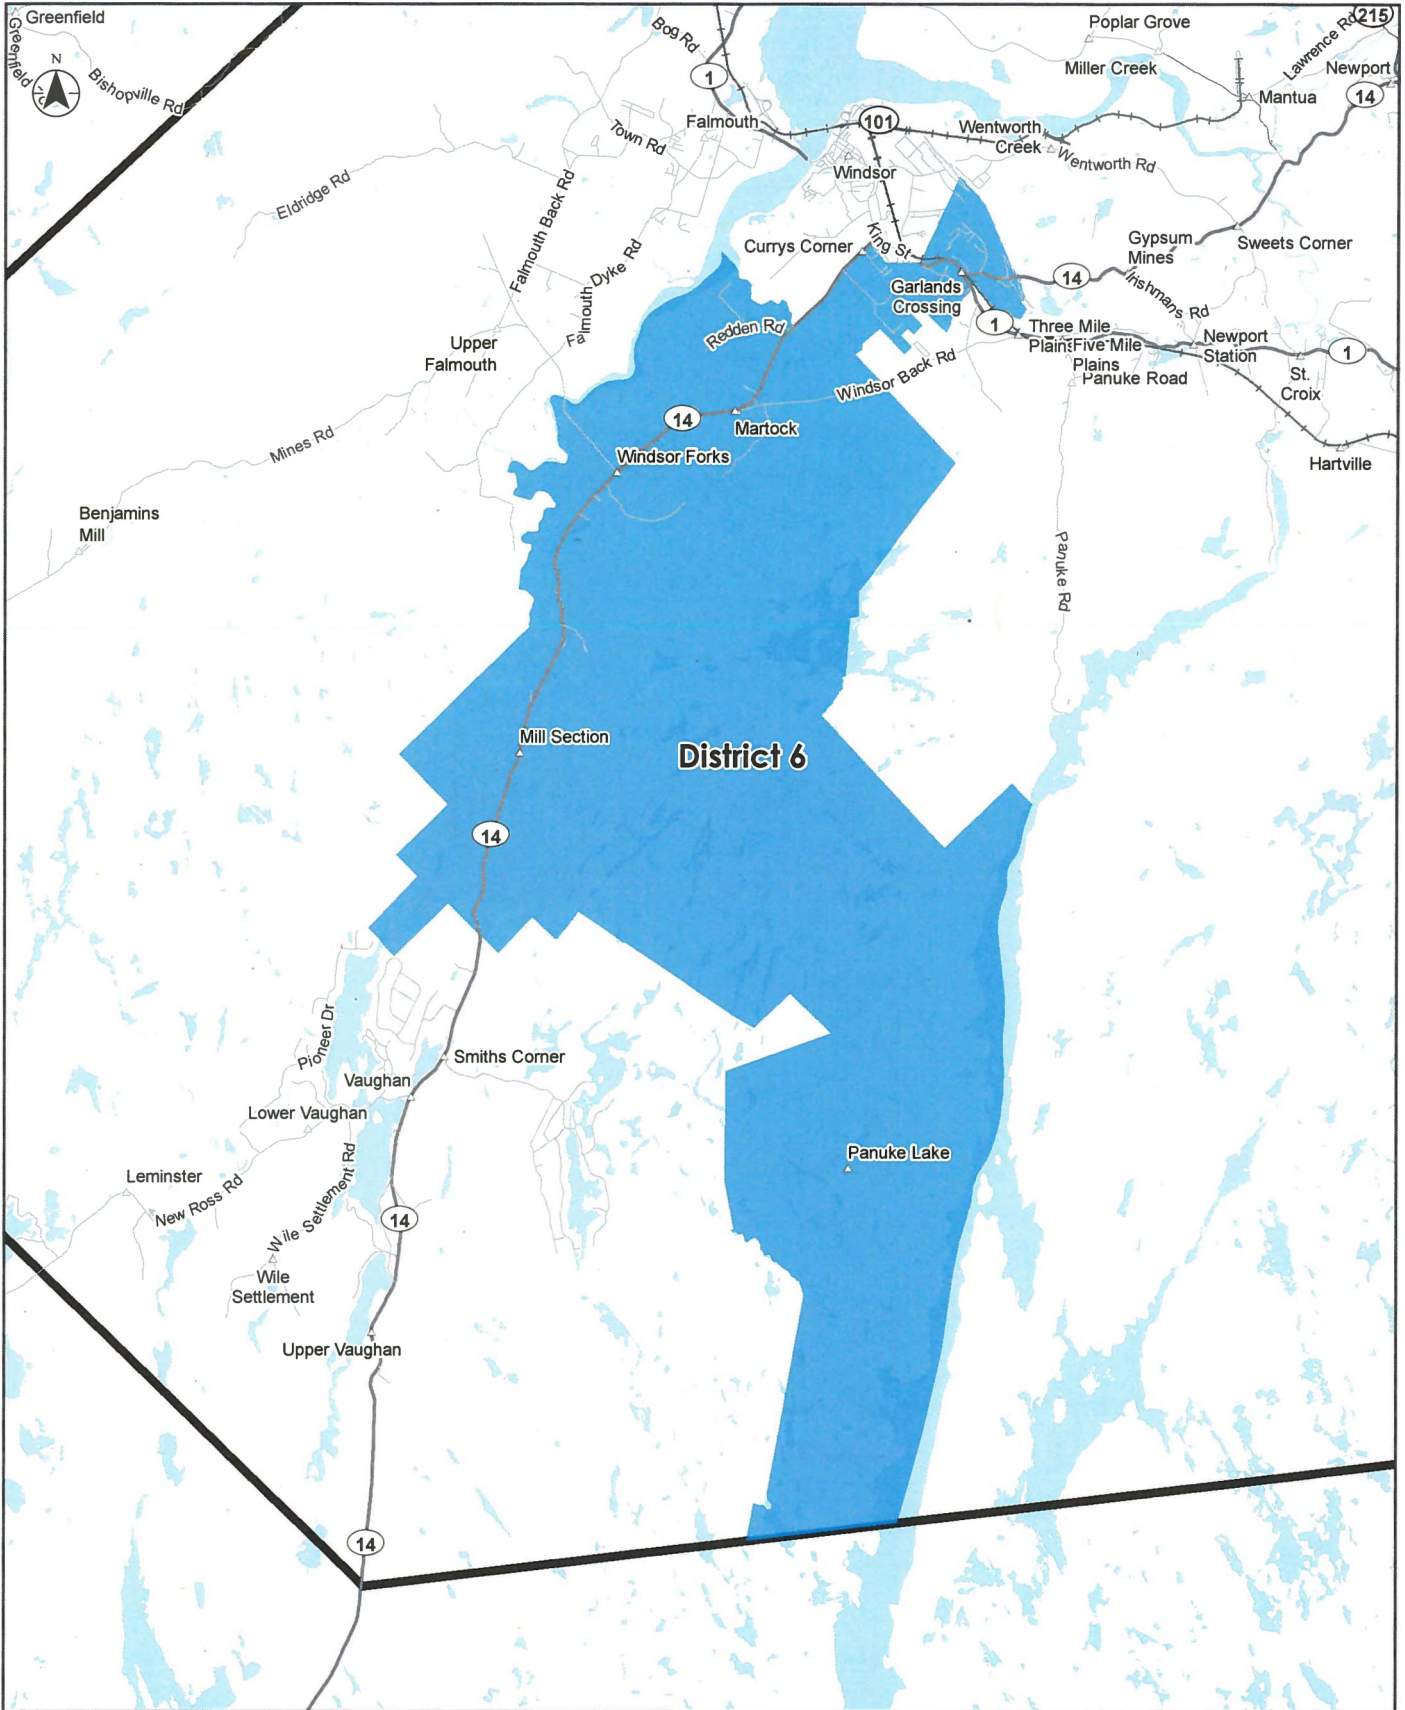 Greenfield
Greenfield
N
Bishopville Rd
Bog Rd
1
Poplar Grove
Miller Creek
Lawrence Rd
215
Newport
14
Mantua
Town Rd
Falmouth
101
Wentworth
Creek
Wentworth Rd
Windsor
Eldridge Rd
Falmouth Back Rd
Currys Corner
King St
Gypsum
Mines
Sweets Corner
Falmouth Dyke Rd
Garlands
Crossing
14
Irishmans Rd
Redden Rd
1
Three Mile
Plains
Five Mile
Plains
Newport
Station
1
Upper
Falmouth
Windsor Back Rd
Panuke Road
St.
Croix
14
Martock
Mines Rd
Windsor Forks
Hartville
Benjamins
Mill
Panuke Rd
Mill Section
District 6
14
Pioneer Dr
Smiths Corner
Vaughan
Lower Vaughan
Panuke Lake
Leminster
New Ross Rd
Wile Settlement Rd
14
Wile
Settlement
Upper Vaughan
14